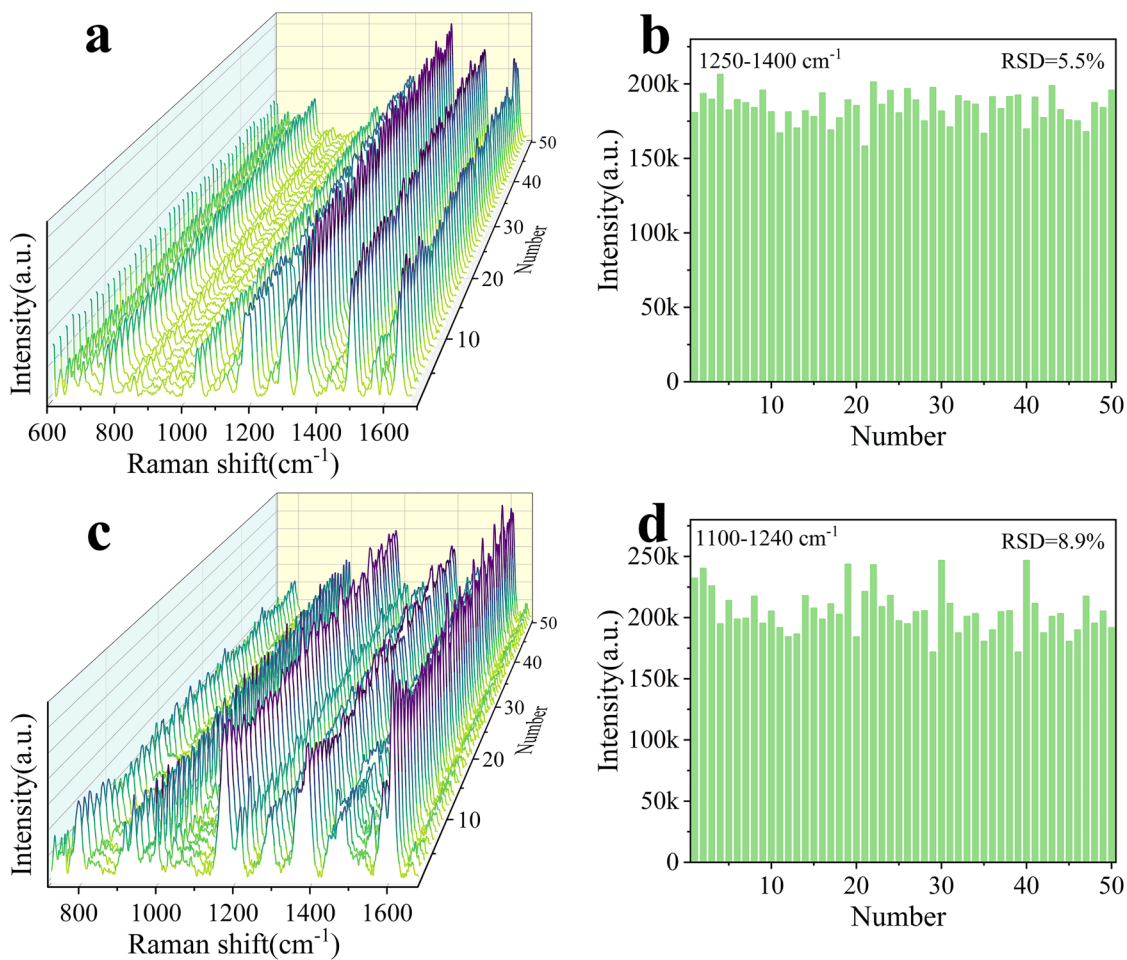 a
Intensity(a.u.)
600 800 1000 1200 1400 1600
Raman shift(cm⁻¹)
10
20
30
40
50
Number
b
1250-1400 cm⁻¹ RSD=5.5%
200k
150k
100k
50k
0
Intensity(a.u.)
10 20 30 40 50
Number
c
Intensity(a.u.)
800 1000 1200 1400 1600
Raman shift(cm⁻¹)
10
20
30
40
50
Number
d
1100-1240 cm⁻¹ RSD=8.9%
250k
200k
150k
100k
50k
0
Intensity(a.u.)
10 20 30 40 50
Number